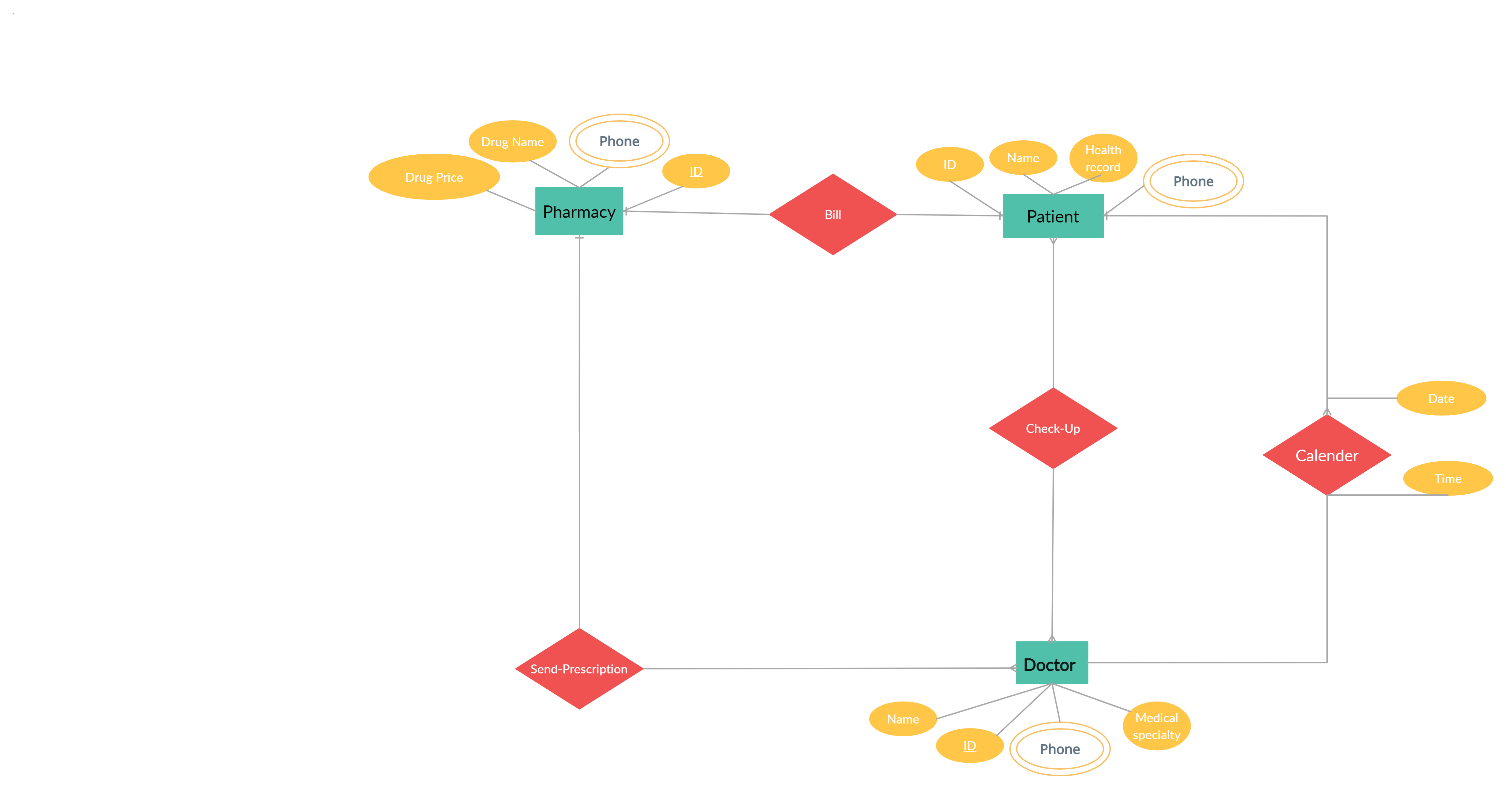 Drug Name
Phone
Drug Price
ID
Pharmacy
Bill
ID
Name
Health
record
Phone
Patient
Check-Up
Date
Calender
Time
Send-Prescription
Doctor
Name
ID
Phone
Medical
specialty